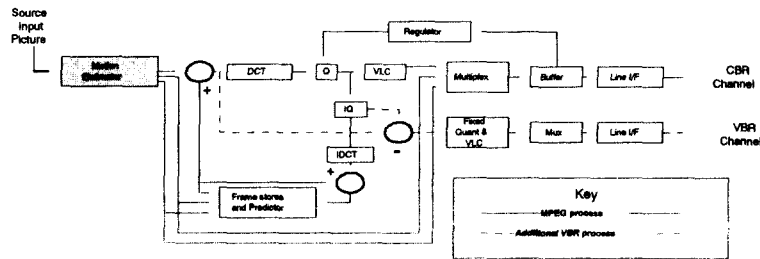 Source
Input
Picture
Motion
Estimator
+
DCT
Q
VLC
Regulator
Multiplex
Buffer
Line I/F
CBR
Channel
IQ
-
Fixed
Quant &
VLC
Mux
Line I/F
VBR
Channel
IDCT
+
Frame stores
and Predictor
Key
MPEG process
Additional VBR process